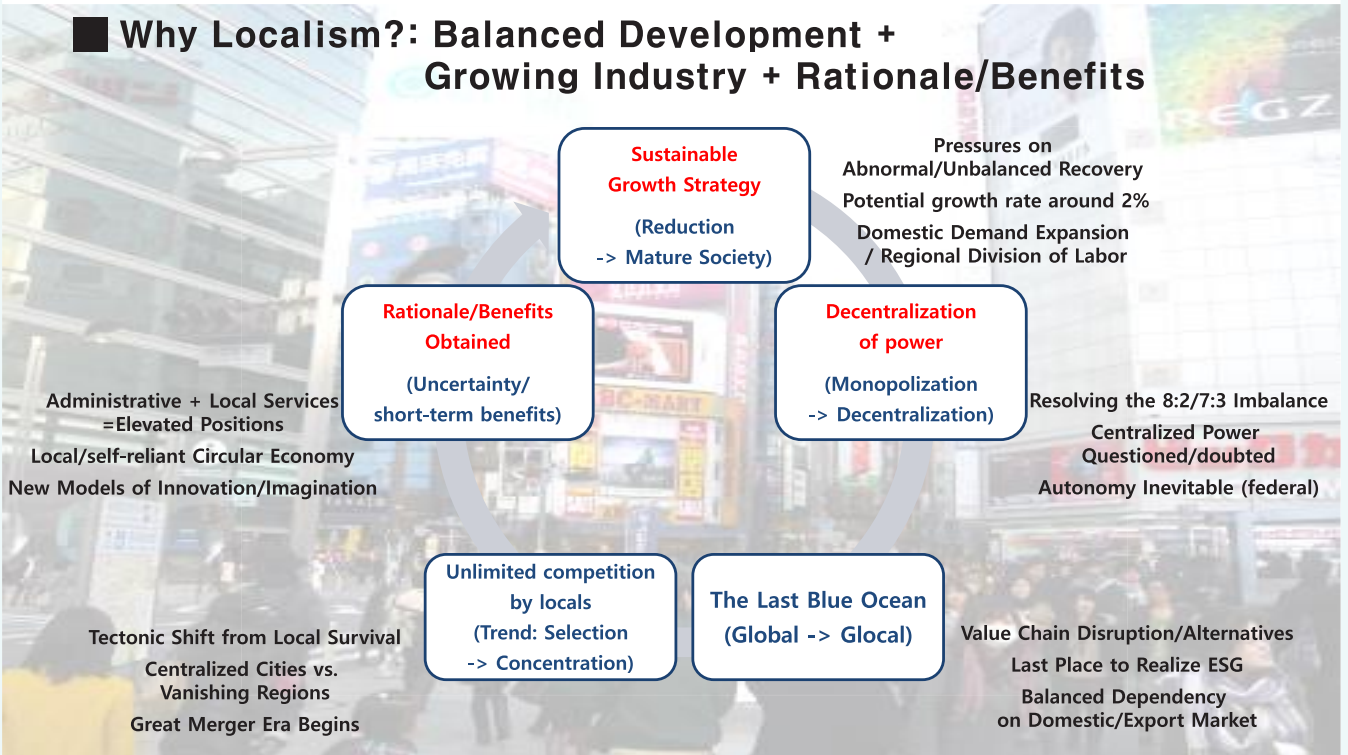 Why Localism?: Balanced Development +
Growing Industry + Rationale/Benefits
Sustainable
Growth Strategy
(Reduction
-> Mature Society)
Pressures on
Abnormal/Unbalanced Recovery
Potential growth rate around 2%
Domestic Demand Expansion
/ Regional Division of Labor
Decentralization
of power
(Monopolization
-> Decentralization)
Resolving the 8:2/7:3 Imbalance
Centralized Power
Questioned/doubted
Autonomy Inevitable (federal)
The Last Blue Ocean
(Global -> Glocal)
Value Chain Disruption/Alternatives
Last Place to Realize ESG
Balanced Dependency
on Domestic/Export Market
Unlimited competition
by locals
(Trend: Selection
-> Concentration)
Tectonic Shift from Local Survival
Centralized Cities vs.
Vanishing Regions
Great Merger Era Begins
Rationale/Benefits
Obtained
(Uncertainty/
short-term benefits)
Administrative + Local Services
=Elevated Positions
Local/self-reliant Circular Economy
New Models of Innovation/Imagination
REGZ
BC-MART